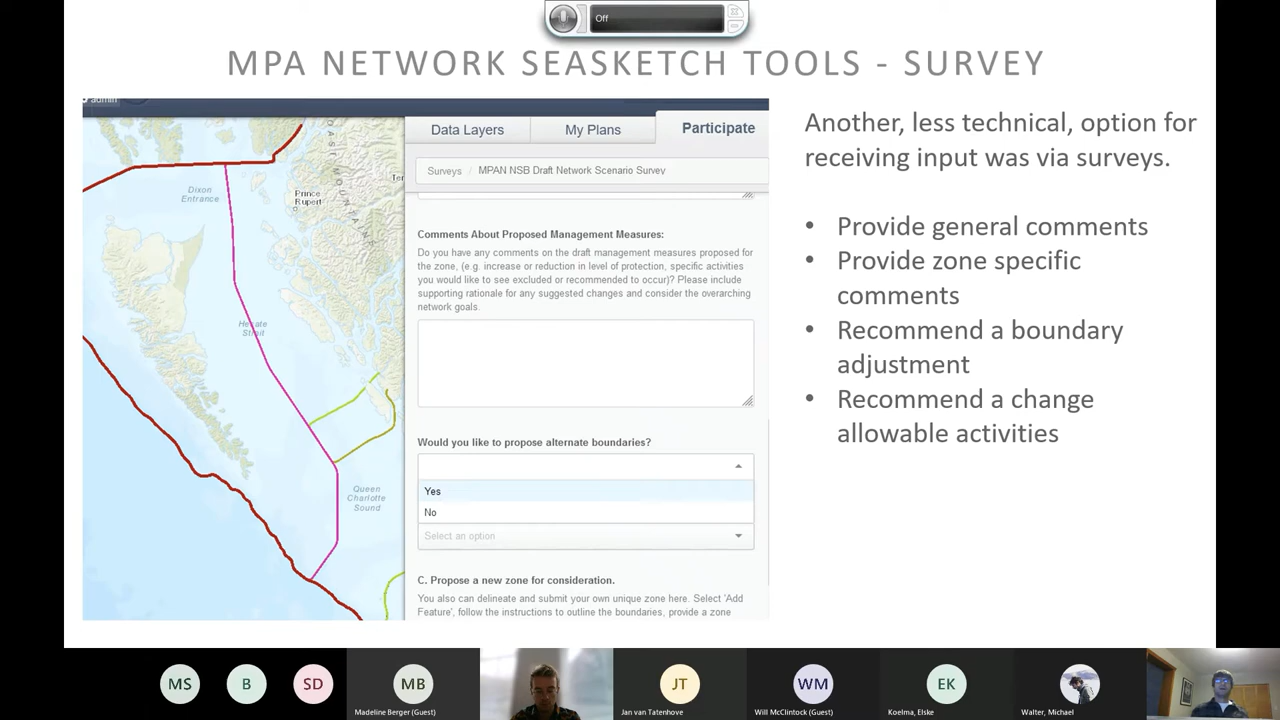 Off
MPA NETWORK SEASKETCH TOOLS - SURVEY
admin
Data Layers
My Plans
Participate
Surveys / MPAN NSB Draft Network Scenario Survey
Dixon
Entrance
Prince
Rupert
Hecate
Strait
Queen
Charlotte
Sound
Comments About Proposed Management Measures:
Do you have any comments on the draft management measures proposed for
the zone, (e.g. increase or reduction in level of protection, specific activities
you would like to see excluded or recommended to occur)? Please include
supporting rationale for any suggested changes and consider the overarching
network goals.
Would you like to propose alternate boundaries?
Yes
No
Select an option
C. Propose a new zone for consideration.
You also can delineate and submit your own unique zone here. Select 'Add
Feature', follow the instructions to outline the boundaries, provide a zone
Another, less technical, option for
receiving input was via surveys.
• Provide general comments
• Provide zone specific
comments
• Recommend a boundary
adjustment
• Recommend a change
allowable activities
MS
B
SD
MB
JT
WM
EK
Madeline Berger (Guest)
Jan van Tatenhove
Will McClintock (Guest)
Koelma, Elske
Walter, Michael